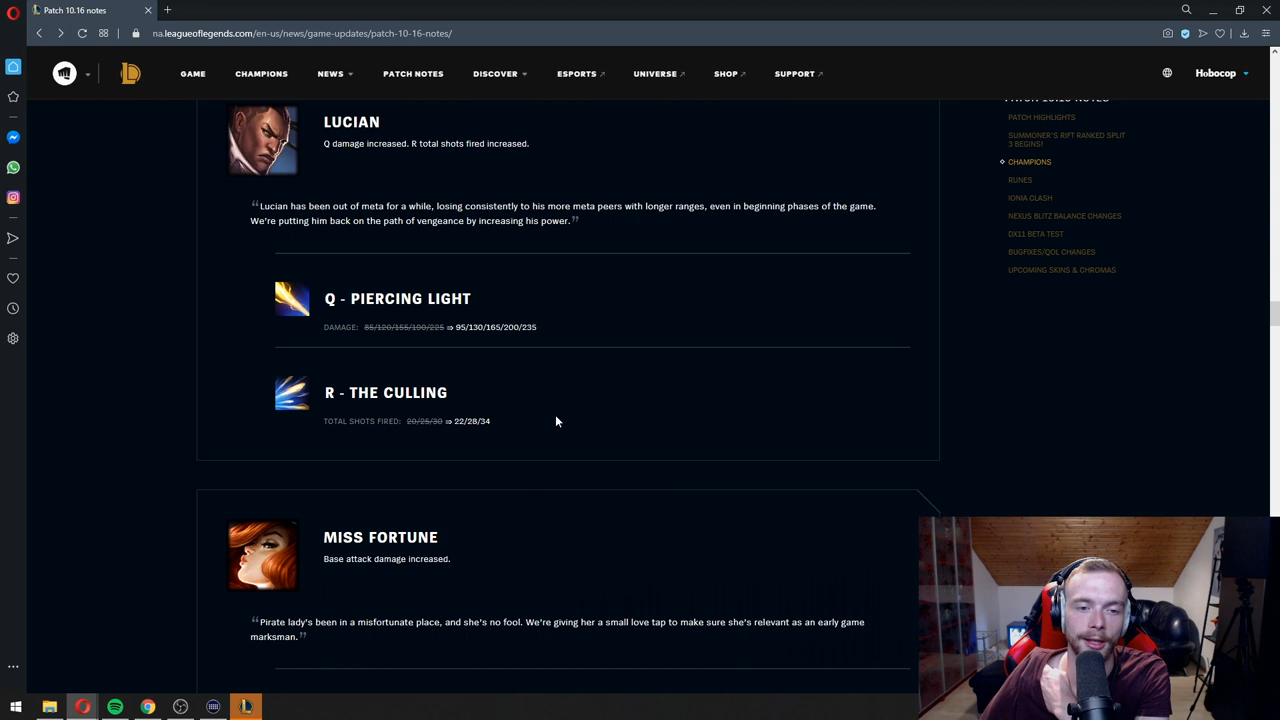 Patch 10.16 notes
na.leagueoflegends.com/en-us/news/game-updates/patch-10-16-notes/
GAME
CHAMPIONS
NEWS
PATCH NOTES
DISCOVER
ESPORTS
UNIVERSE
SHOP
SUPPORT
Hobocop
LUCIAN
Q damage increased. R total shots fired increased.
"Lucian has been out of meta for a while, losing consistently to his more meta peers with longer ranges, even in beginning phases of the game.
We're putting him back on the path of vengeance by increasing his power."
Q - PIERCING LIGHT
DAMAGE: 85/120/155/190/225 ⇒ 95/130/165/200/235
R - THE CULLING
TOTAL SHOTS FIRED: 20/25/30 ⇒ 22/28/34
MISS FORTUNE
Base attack damage increased.
"Pirate lady's been in a misfortunate place, and she's no fool. We're giving her a small love tap to make sure she's relevant as an early game
marksman."
PATCH 10.16 NOTES
PATCH HIGHLIGHTS
SUMMONER'S RIFT RANKED SPLIT
3 BEGINS!
CHAMPIONS
RUNES
IONIA CLASH
NEXUS BLITZ BALANCE CHANGES
DX11 BETA TEST
BUGFIXES/QOL CHANGES
UPCOMING SKINS & CHROMAS